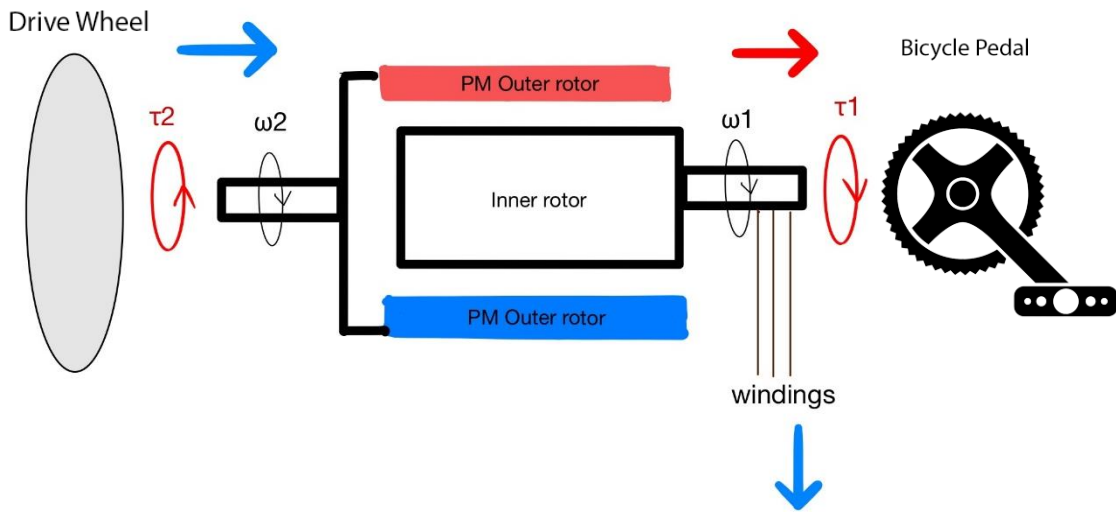 Drive Wheel
Bicycle Pedal
PM Outer rotor
τ2
ω2
ω1
τ1
Inner rotor
PM Outer rotor
windings